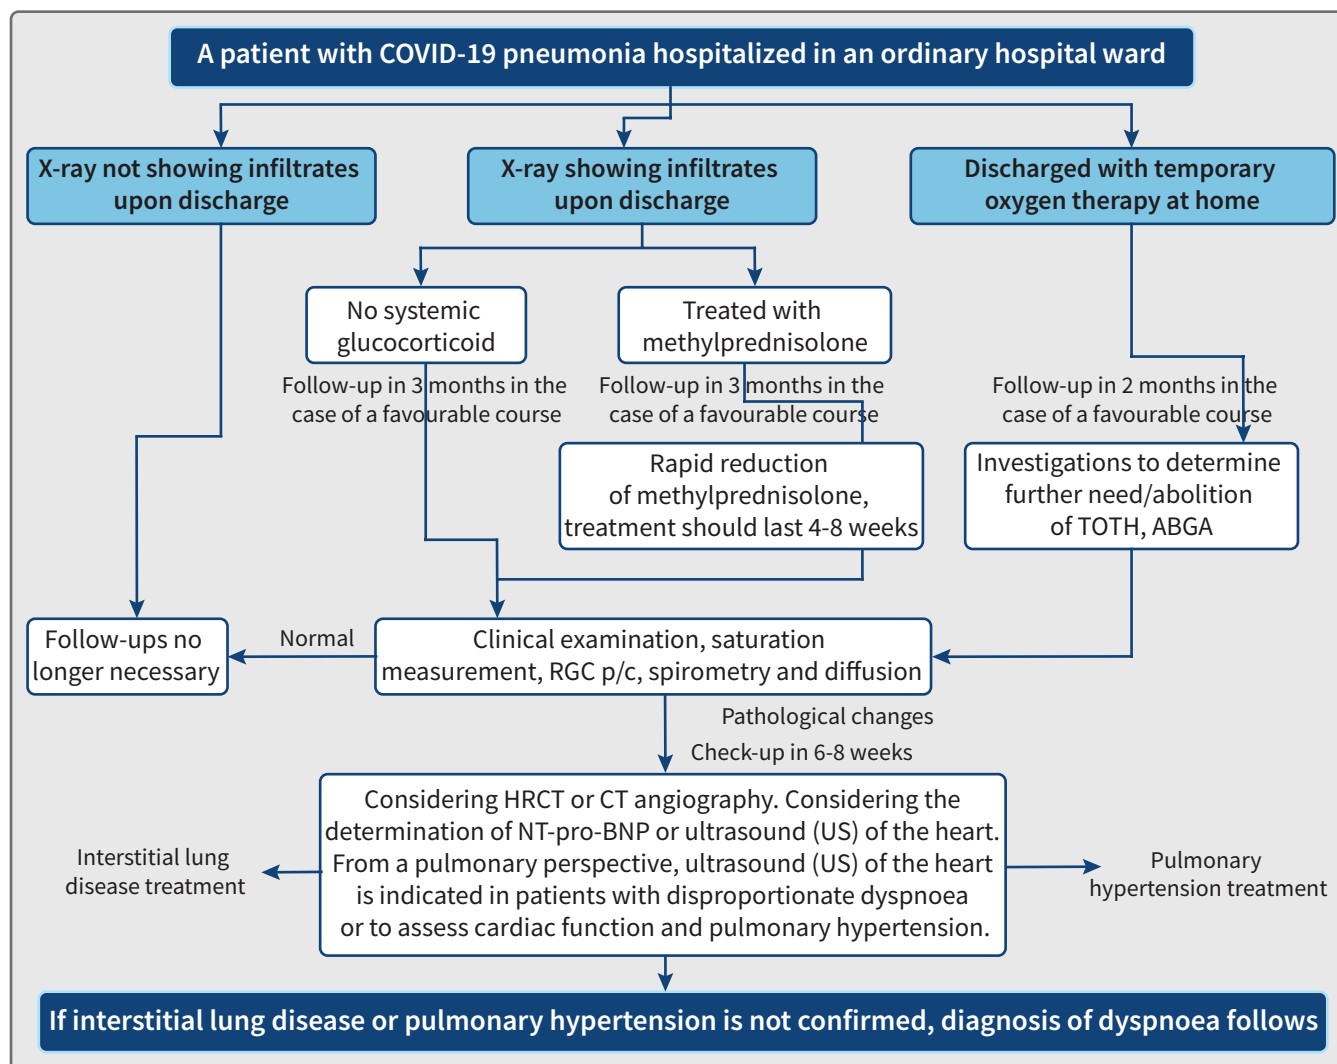 A patient with COVID-19 pneumonia hospitalized in an ordinary hospital ward
X-ray not showing infiltrates
upon discharge
X-ray showing infiltrates
upon discharge
Discharged with temporary
oxygen therapy at home
No systemic
glucocorticoid
Treated with
methylprednisolone
Follow-up in 3 months in the
case of a favourable course
Follow-up in 3 months in the
case of a favourable course
Follow-up in 2 months in the
case of a favourable course
Rapid reduction
of methylprednisolone,
treatment should last 4-8 weeks
Investigations to determine
further need/abolition
of TOTH, ABGA
Follow-ups no
longer necessary
Normal
Clinical examination, saturation
measurement, RGC p/c, spirometry and diffusion
Pathological changes
Check-up in 6-8 weeks
Considering HRCT or CT angiography. Considering the
determination of NT-pro-BNP or ultrasound (US) of the heart.
From a pulmonary perspective, ultrasound (US) of the heart
is indicated in patients with disproportionate dyspnoea
or to assess cardiac function and pulmonary hypertension.
Interstitial lung
disease treatment
Pulmonary
hypertension treatment
If interstitial lung disease or pulmonary hypertension is not confirmed, diagnosis of dyspnoea follows